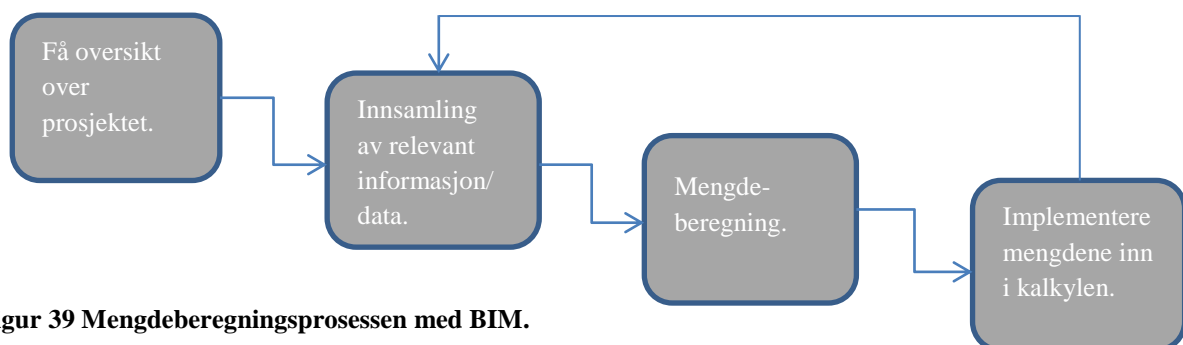 Få oversikt
over
prosjektet.
Innsamling
av relevant
informasjon/
data.
Mengde-
beregning.
Implementere
mengdene inn
i kalkylen.
gur 39 Mengdeberegningsprosessen med BIM.